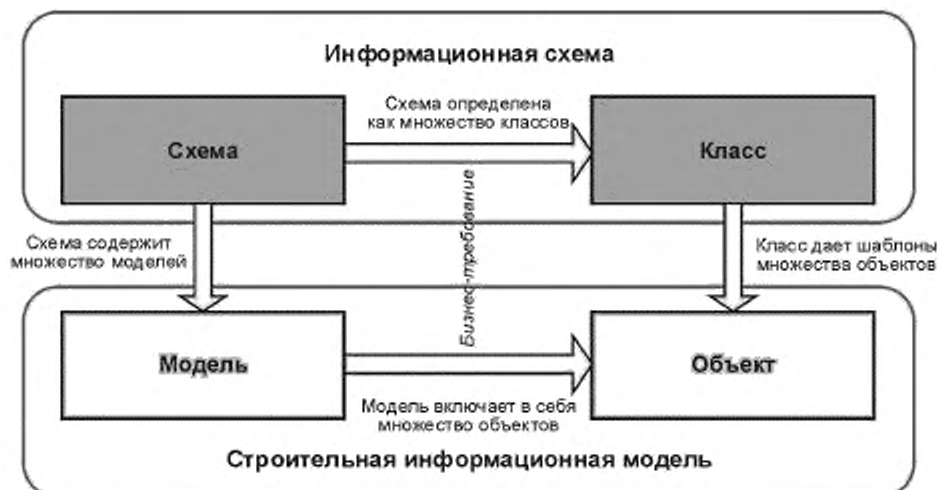 Информационная схема
Схема определена
как множество классов
Схема
Класс
Бизнес-требование
Схема содержит
множество моделей
Класс дает шаблоны
множества объектов
Модель
Объект
Модель включает в себя
множество объектов
Строительная информационная модель